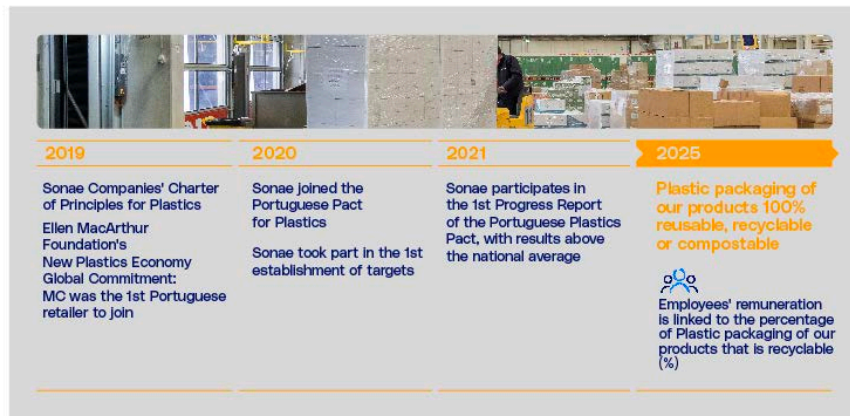 2019
Sonae Companies' Charter
of Principles for Plastics
Ellen MacArthur
Foundation's
New Plastics Economy
Global Commitment:
MC was the 1st Portuguese
retailer to join
2020
Sonae joined the
Portuguese Pact
for Plastics
Sonae took part in the 1st
establishment of targets
2021
Sonae participates in
the 1st Progress Report
of the Portuguese Plastics
Pact, with results above
the national average
2025
Plastic packaging of
our products 100%
reusable, recyclable
or compostable
Employees' remuneration
is linked to the percentage
of Plastic packaging of our
products that is recyclable
(%)